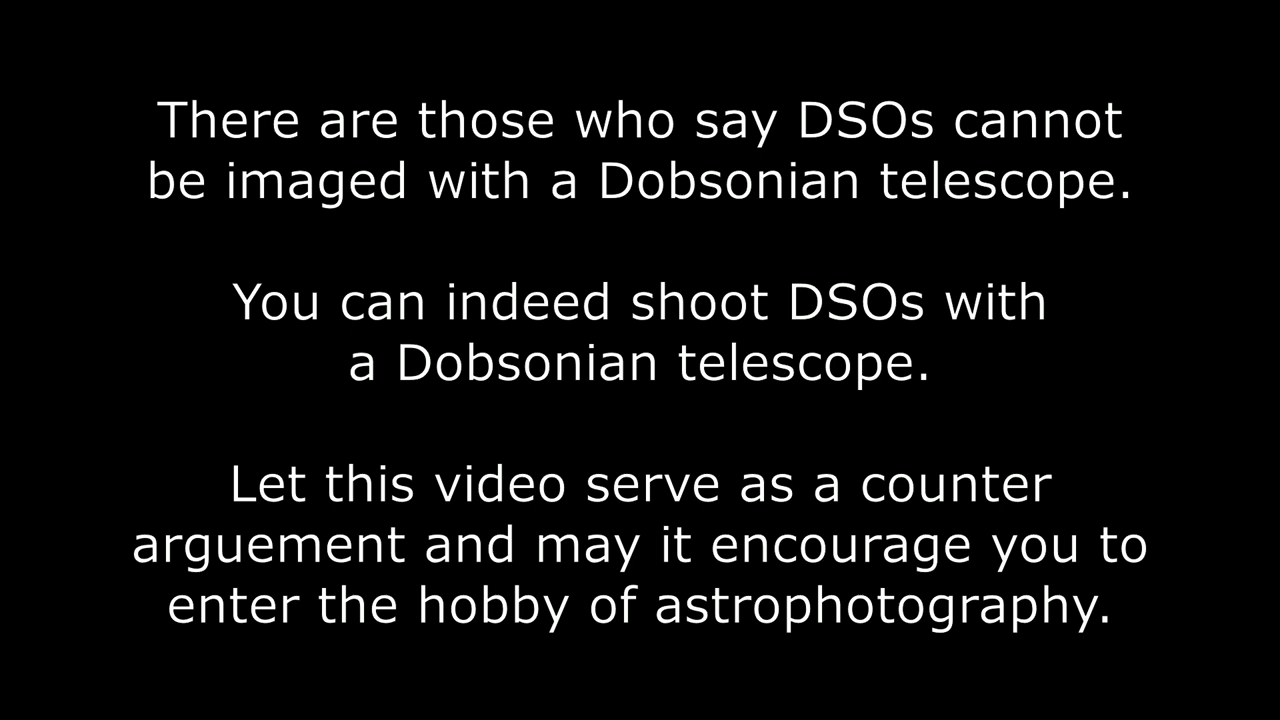 There are those who say DSOs cannot
be imaged with a Dobsonian telescope.
You can indeed shoot DSOs with
a Dobsonian telescope.
Let this video serve as a counter
arguement and may it encourage you to
enter the hobby of astrophotography.